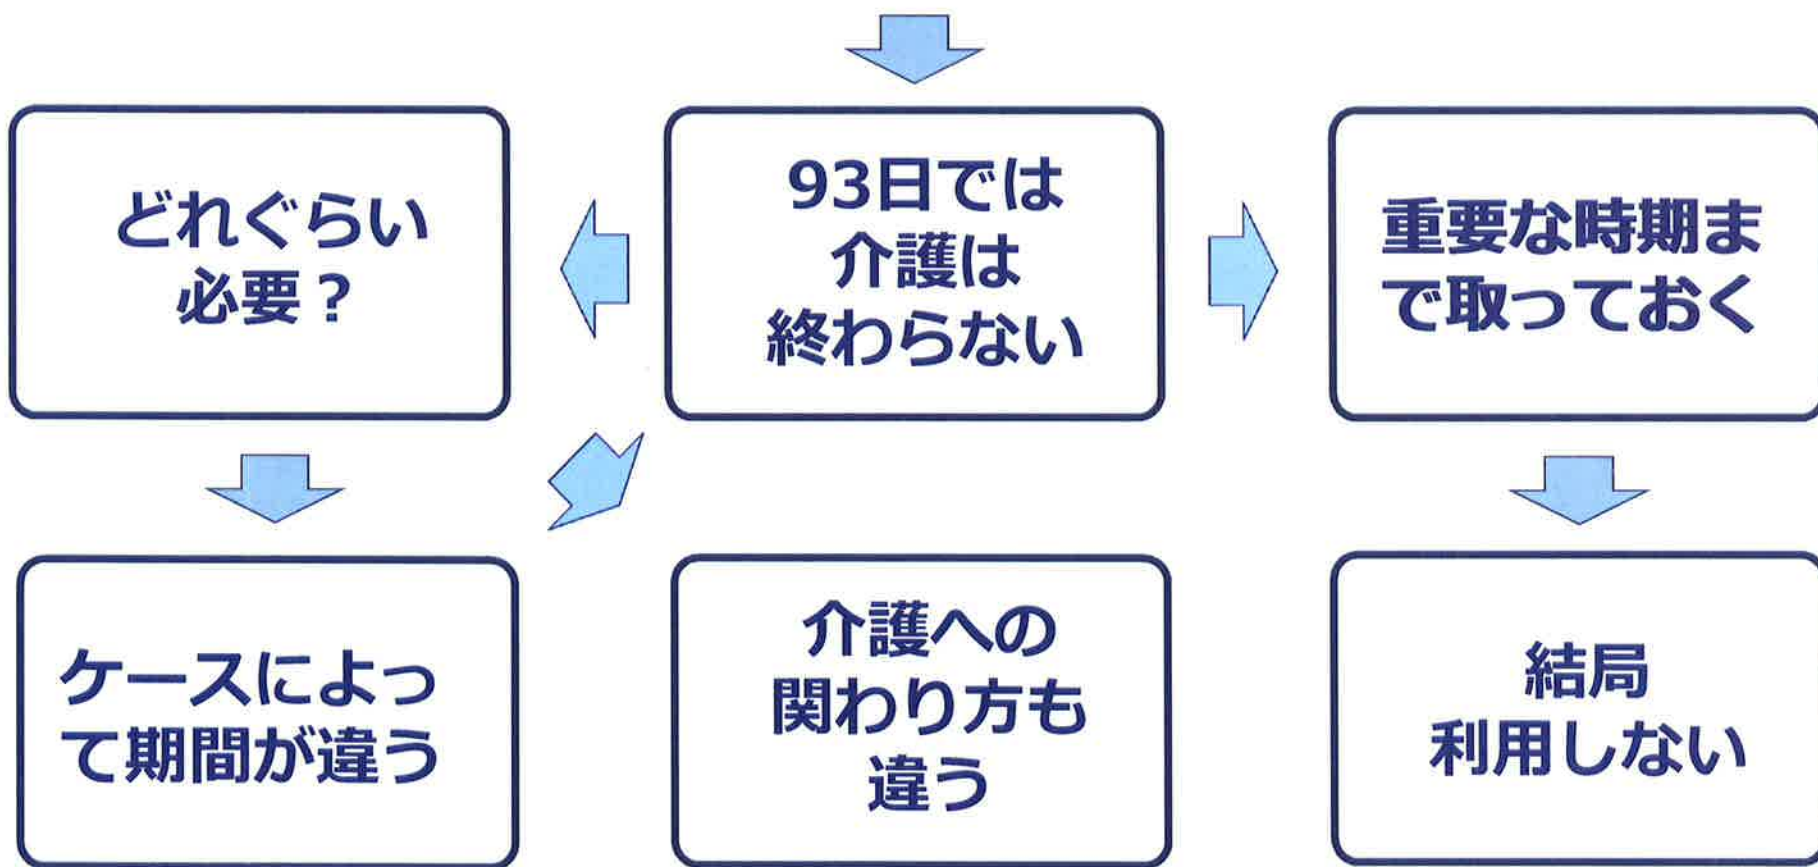 どれぐらい
必要？
93日では
介護は
終わらない
重要な時期ま
で取っておく
ケースによっ
て期間が違う
介護への
関わり方も
違う
結局
利用しない